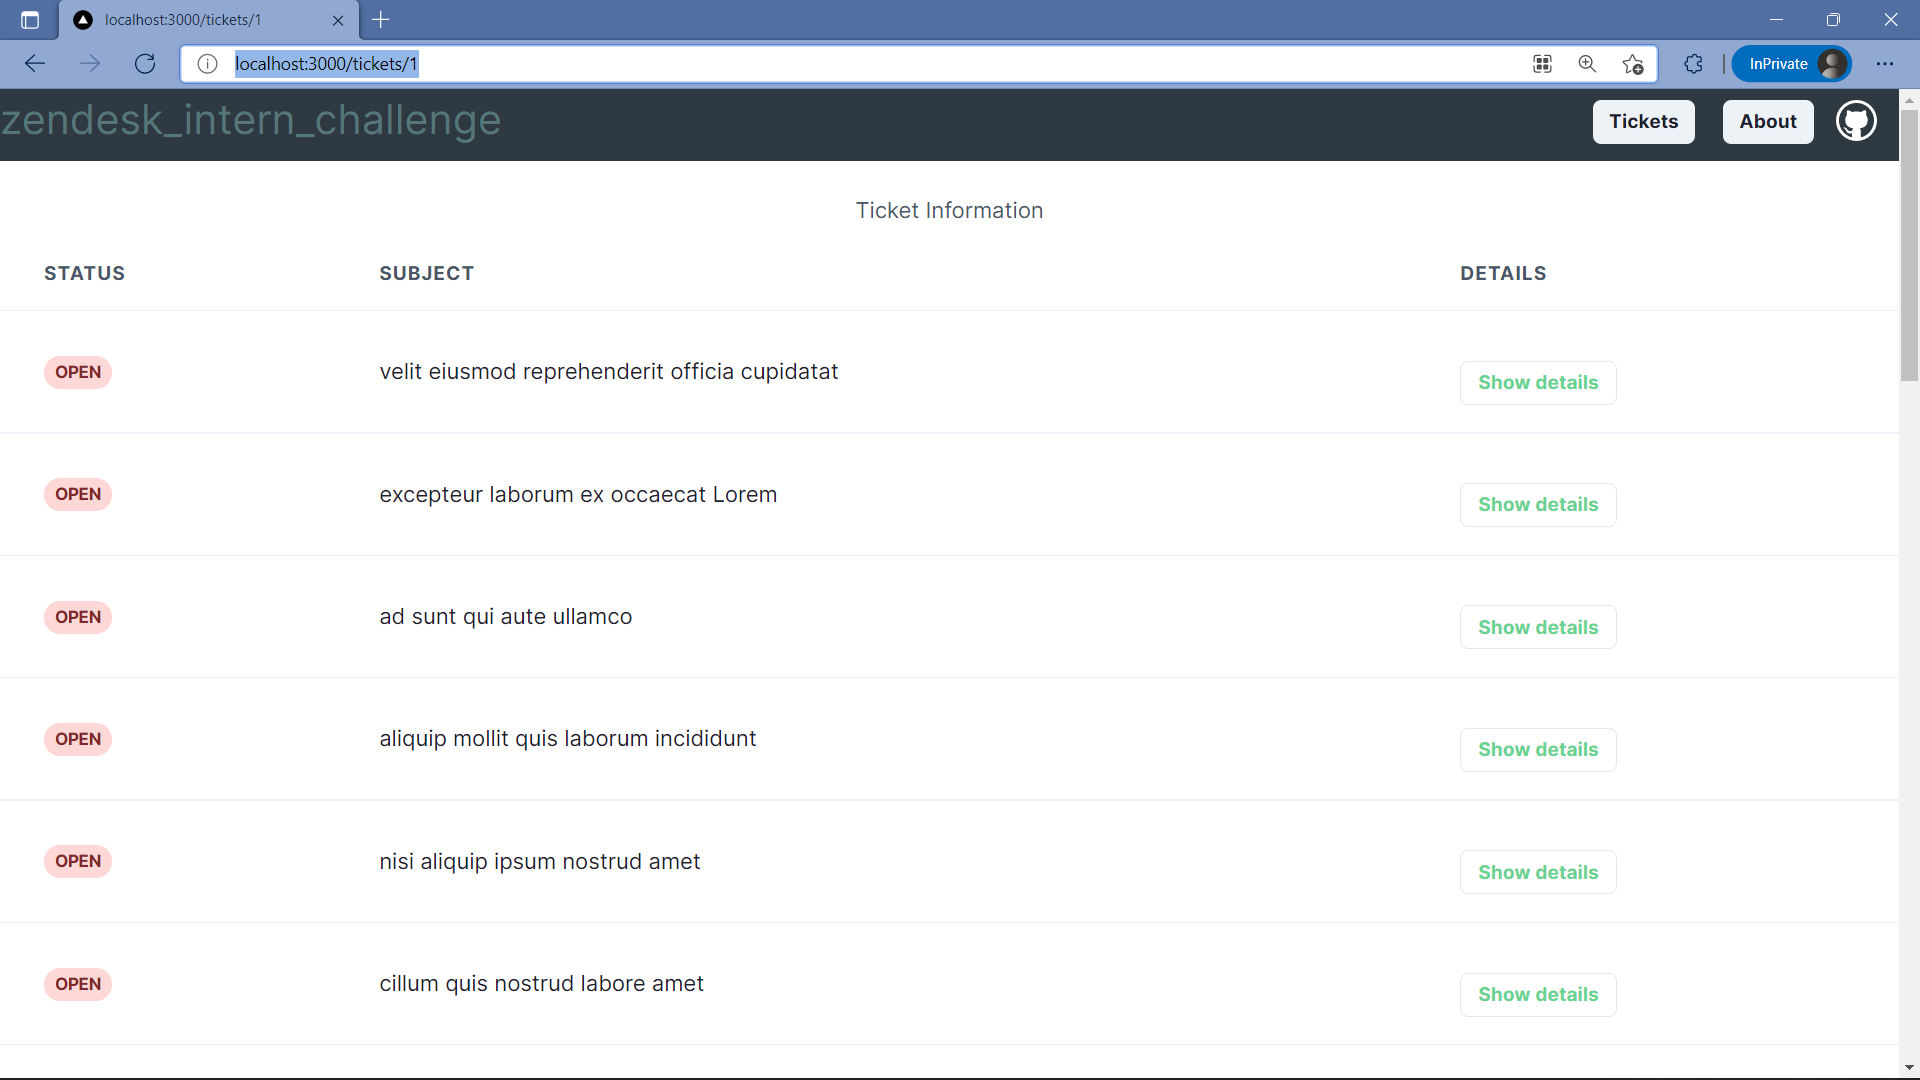 localhost:3000/tickets/1
localhost:3000/tickets/1
InPrivate
zendesk_intern_challenge
Tickets
About
Ticket Information
STATUS SUBJECT DETAILS
OPEN velit eiusmod reprehenderit officia cupidatat Show details
OPEN excepteur laborum ex occaecat Lorem Show details
OPEN ad sunt qui aute ullamco Show details
OPEN aliquip mollit quis laborum incididunt Show details
OPEN nisi aliquip ipsum nostrud amet Show details
OPEN cillum quis nostrud labore amet Show details